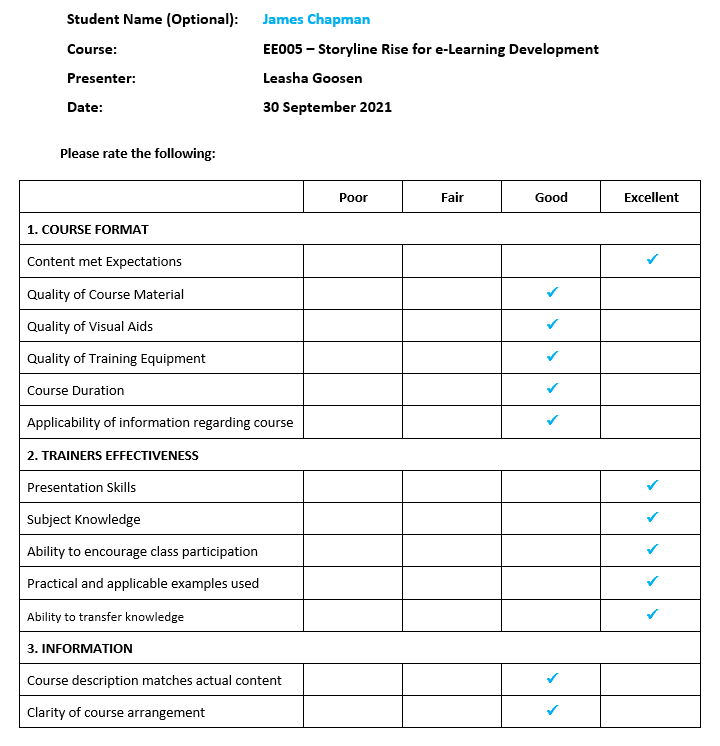 Student Name (Optional): James Chapman
Course: EE005 – Storyline Rise for e-Learning Development
Presenter: Leasha Goosen
Date: 30 September 2021
Please rate the following:
Poor Fair Good Excellent
1. COURSE FORMAT
Content met Expectations ✓
Quality of Course Material ✓
Quality of Visual Aids ✓
Quality of Training Equipment ✓
Course Duration ✓
Applicability of information regarding course ✓
2. TRAINERS EFFECTIVENESS
Presentation Skills ✓
Subject Knowledge ✓
Ability to encourage class participation ✓
Practical and applicable examples used ✓
Ability to transfer knowledge ✓
3. INFORMATION
Course description matches actual content ✓
Clarity of course arrangement ✓